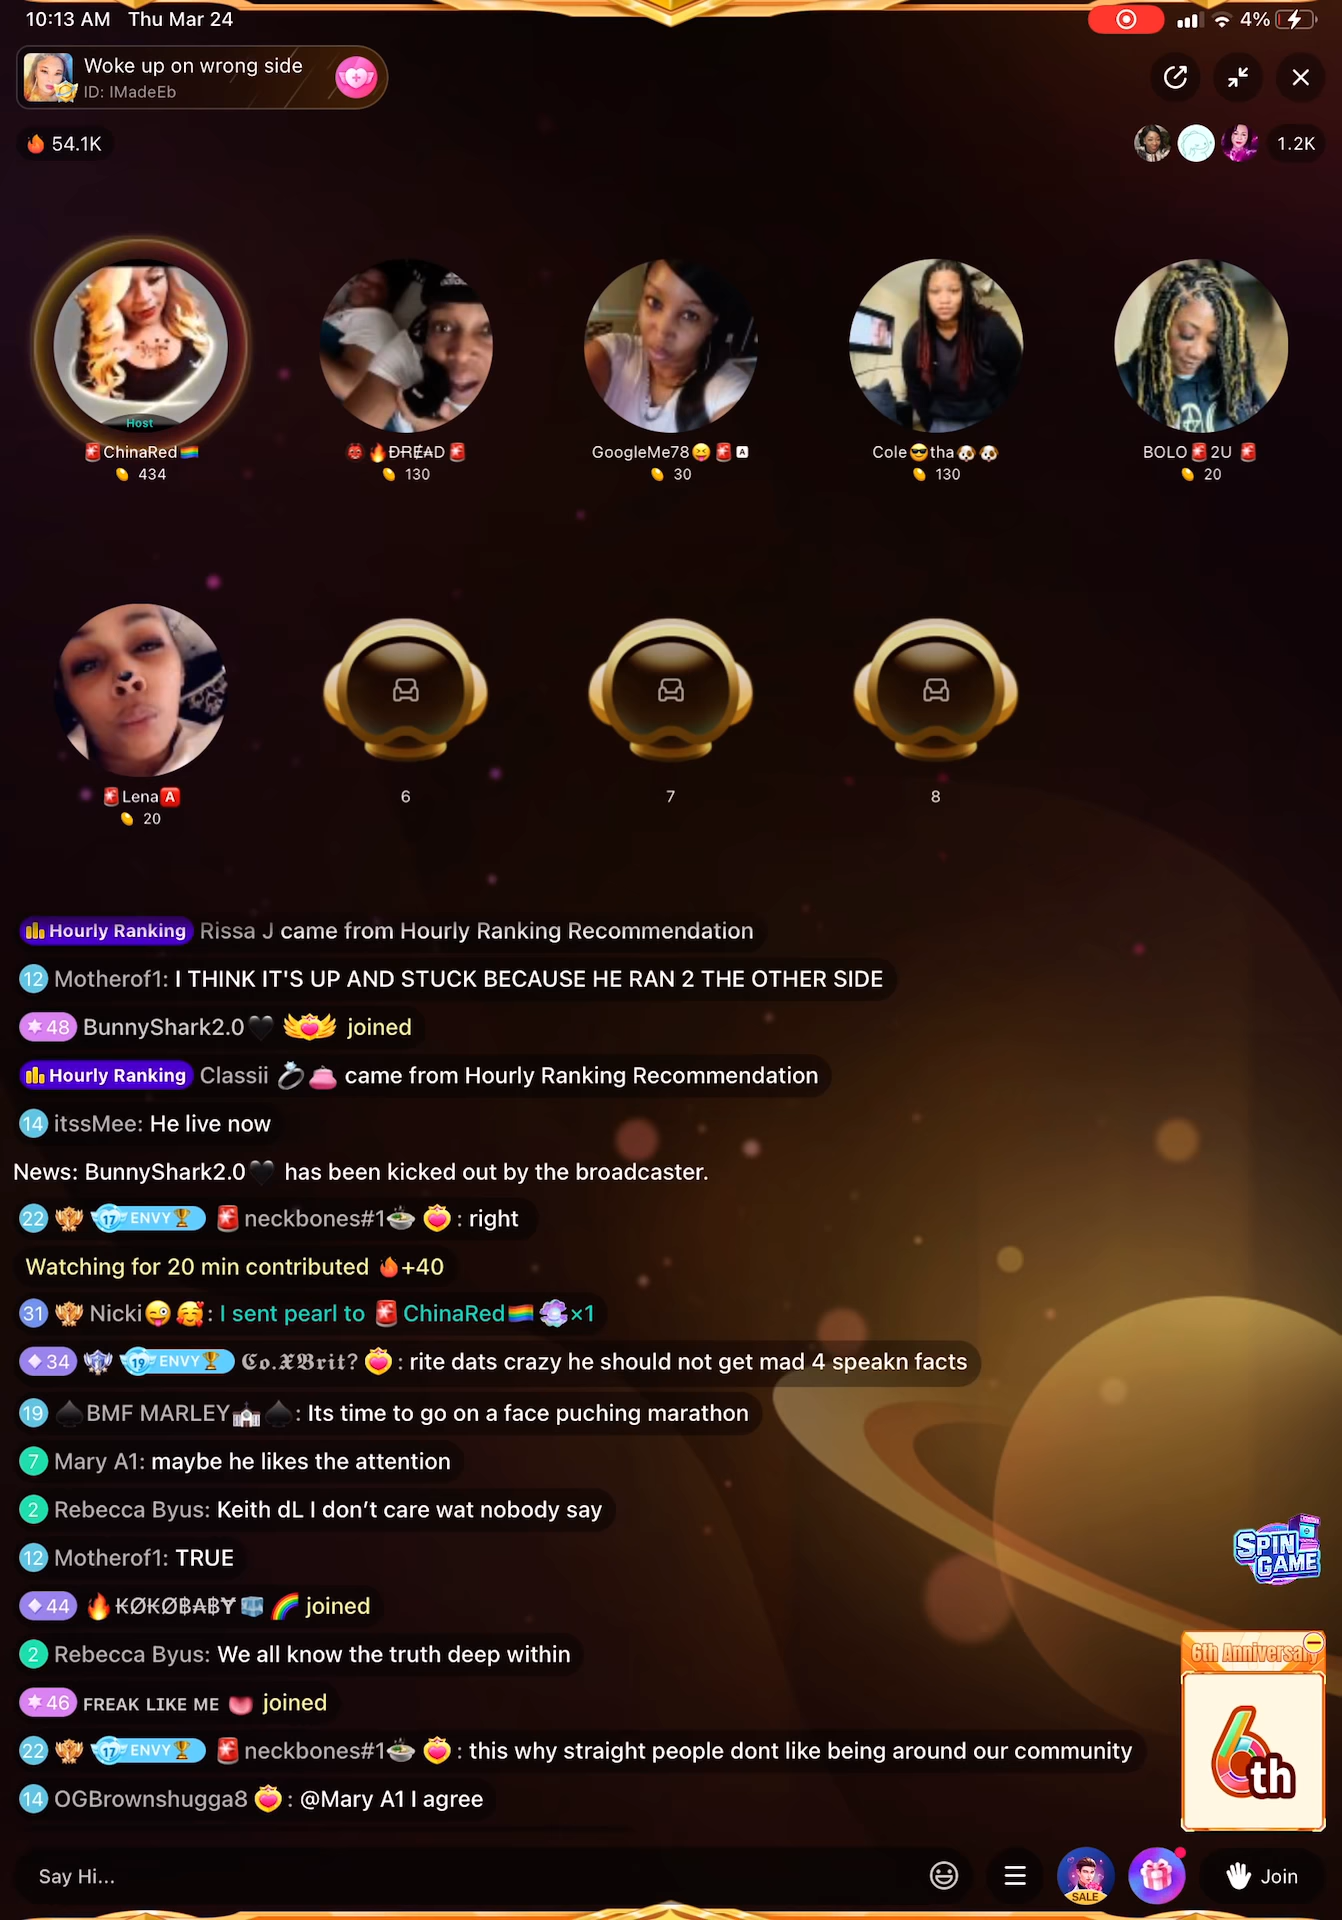 10:13 AM Thu Mar 24
4%
Woke up on wrong side
ID: IMadeEb
🔥 54.1K
1.2K
Host
🚨ChinaRed🏳️‍🌈
434
👹🔥ĐRɆ₳D🚨
130
GoogleMe78😝🚨🅰
30
Cole😎tha🐶🐶
130
BOLO🚨2U 🚨
20
🚨Lena🅰️
20
6
7
8
Hourly Ranking Rissa J came from Hourly Ranking Recommendation
12 Motherof1: I THINK IT'S UP AND STUCK BECAUSE HE RAN 2 THE OTHER SIDE
48 BunnyShark2.0🖤 joined
Hourly Ranking Classii 💍👛 came from Hourly Ranking Recommendation
14 itssMee: He live now
News: BunnyShark2.0🖤 has been kicked out by the broadcaster.
22 17 ENVY🏆 🚨neckbones#1🍲 : right
Watching for 20 min contributed 🔥+40
31 Nicki😜🥰: I sent pearl to 🚨ChinaRed🏳️‍🌈 ×1
34 19 ENVY🏆 𝕮𝖔.𝖃𝕭𝖗𝖎𝖙? : rite dats crazy he should not get mad 4 speakn facts
19 ♠️BMF MARLEY💒♠️: Its time to go on a face puching marathon
7 Mary A1: maybe he likes the attention
2 Rebecca Byus: Keith dL I don’t care wat nobody say
12 Motherof1: TRUE
44 🔥₭Ø₭Ø฿₳฿Ɏ🧊🌈 joined
2 Rebecca Byus: We all know the truth deep within
46 ꜰʀᴇᴀᴋ ʟɪᴋᴇ ᴍᴇ 👅 joined
22 17 ENVY🏆 🚨neckbones#1🍲 : this why straight people dont like being around our community
14 OGBrownshugga8 : @Mary A1 I agree
SPIN
GAME
6th Anniversary
6th
Say Hi...
SALE
Join